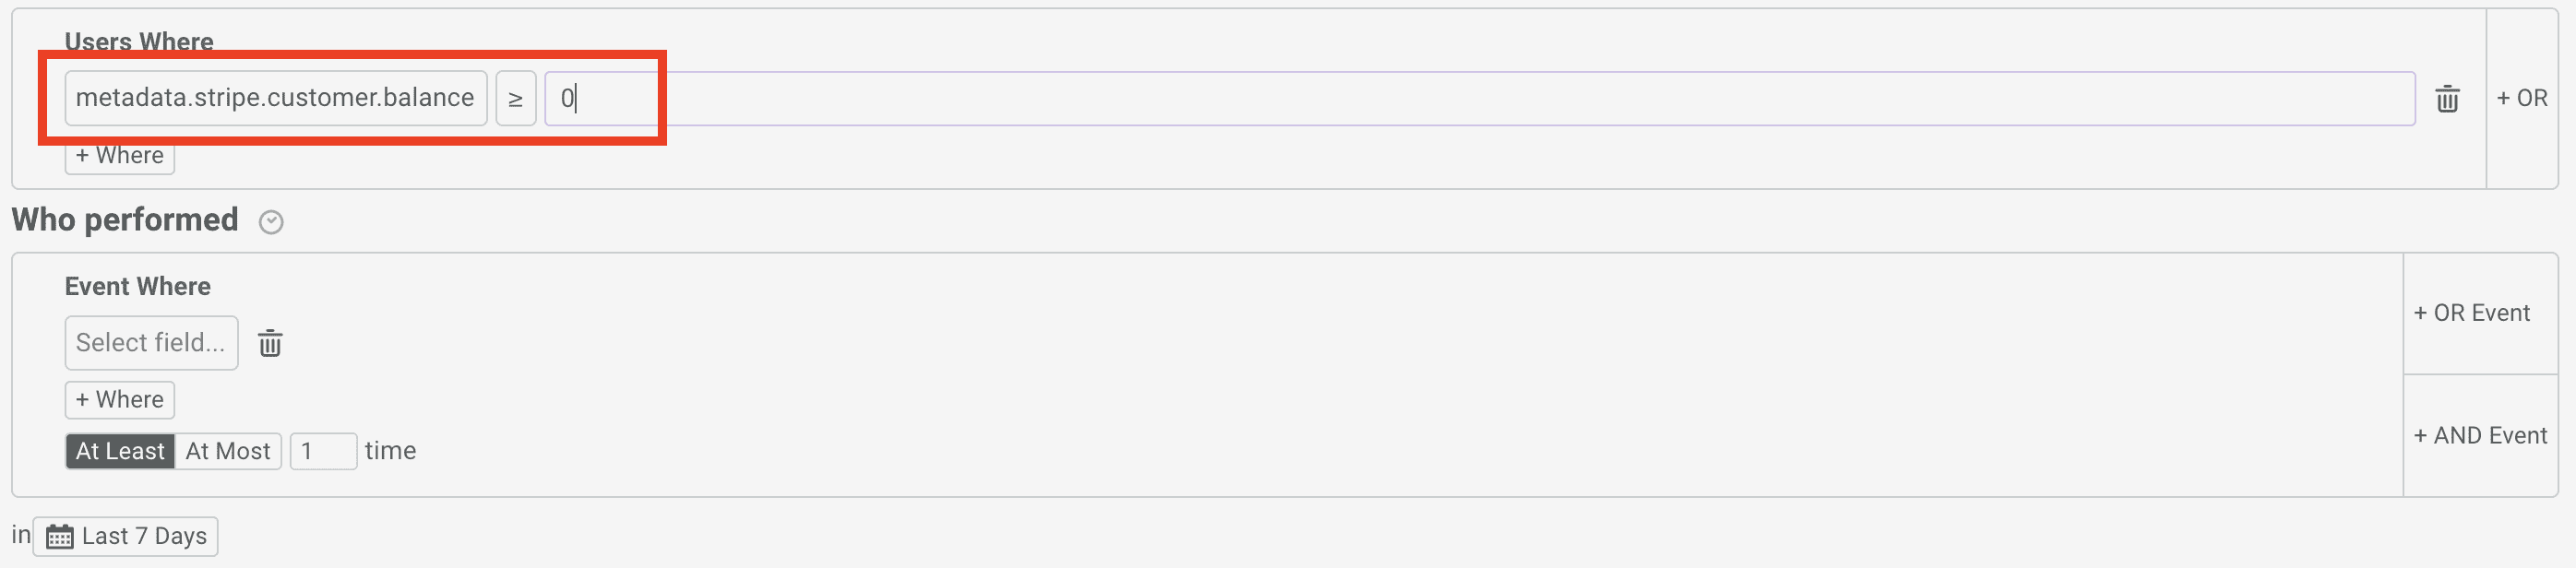 Users Where
metadata.stripe.customer.balance ≥ 0
+ OR
+ Where
Who performed
Event Where
Select field...
+ OR Event
+ Where
+ AND Event
At Least At Most 1 time
in Last 7 Days